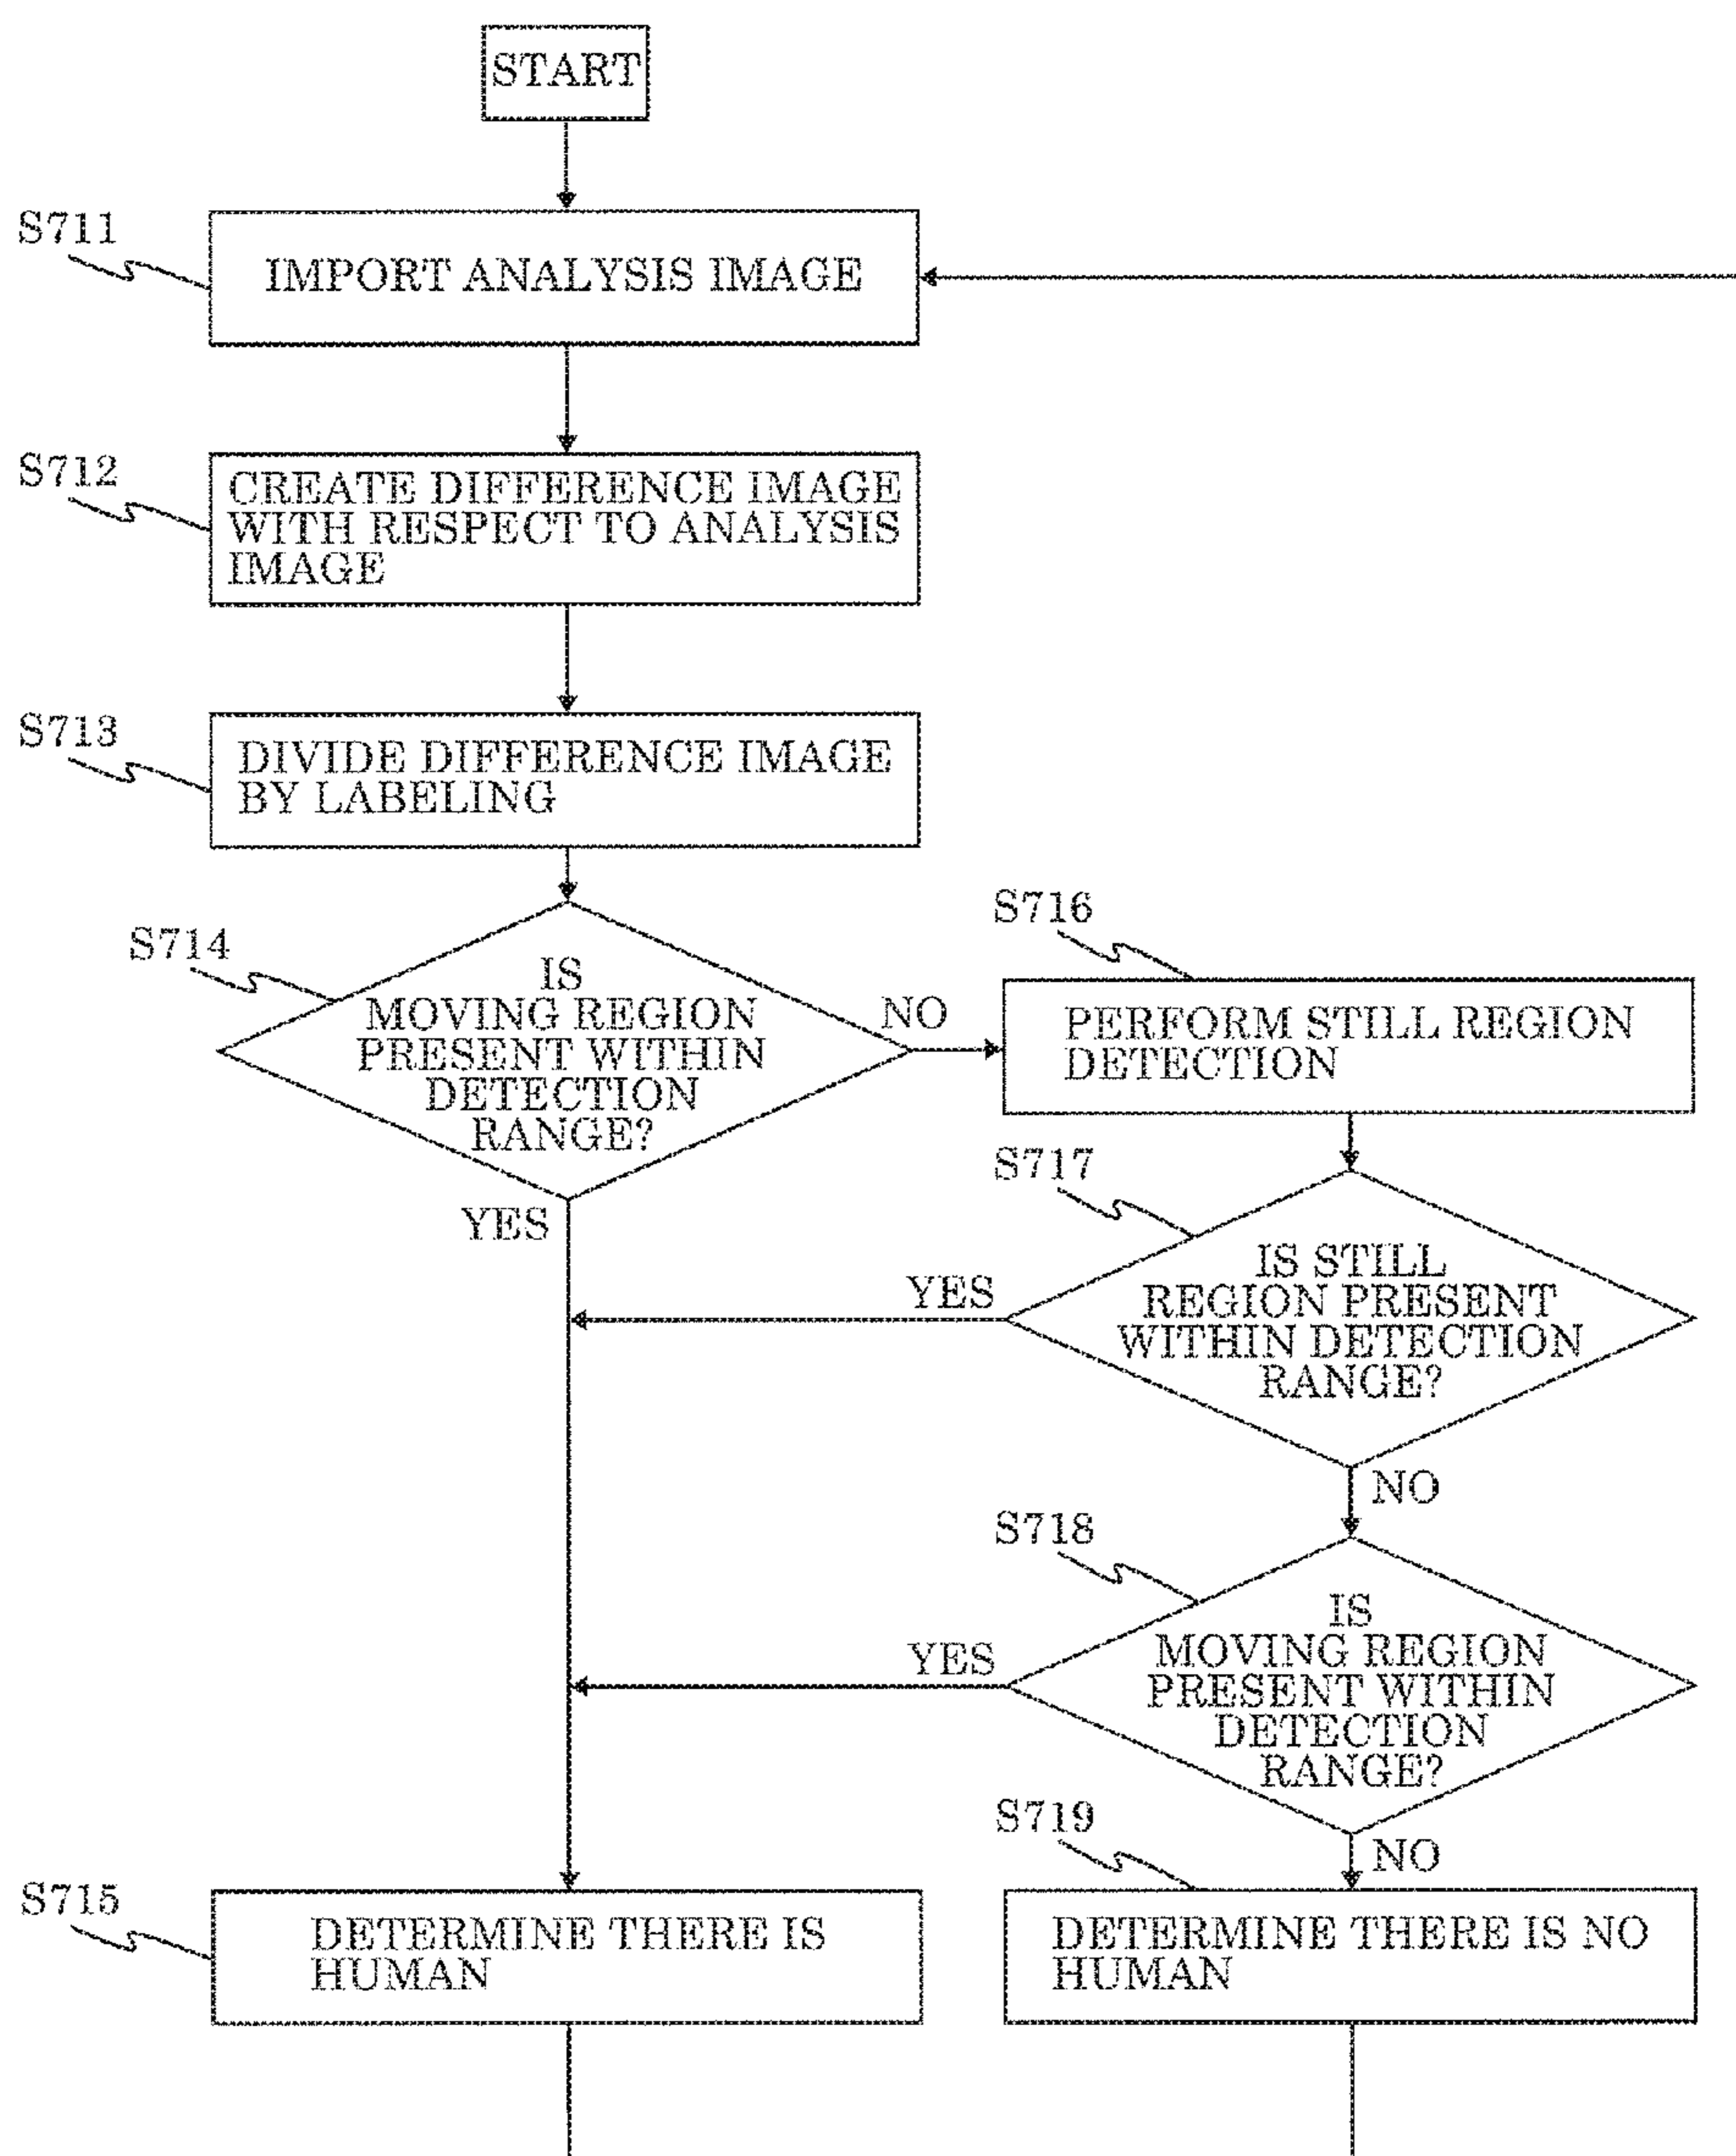 START
S711
IMPORT ANALYSIS IMAGE
S712
CREATE DIFFERENCE IMAGE
WITH RESPECT TO ANALYSIS
IMAGE
S713
DIVIDE DIFFERENCE IMAGE
BY LABELING
S714
IS
MOVING REGION
PRESENT WITHIN
DETECTION
RANGE?
NO
YES
S716
PERFORM STILL REGION
DETECTION
S717
IS STILL
REGION PRESENT
WITHIN DETECTION
RANGE?
YES
NO
S718
IS
MOVING REGION
PRESENT WITHIN
DETECTION
RANGE?
YES
NO
S715
DETERMINE THERE IS
HUMAN
S719
DETERMINE THERE IS NO
HUMAN